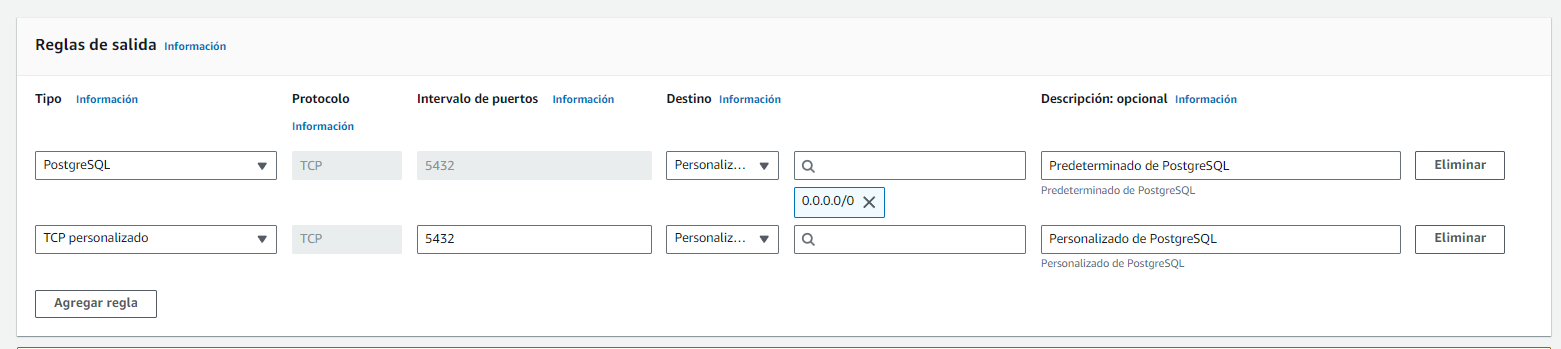 Reglas de salida Información
Tipo Información Protocolo Intervalo de puertos Información Destino Información Descripción: opcional Información
Información
PostgreSQL TCP 5432 Personaliz... Predeterminado de PostgreSQL Eliminar
Predeterminado de PostgreSQL
0.0.0.0/0
TCP personalizado TCP 5432 Personaliz... Personalizado de PostgreSQL Eliminar
Personalizado de PostgreSQL
Agregar regla